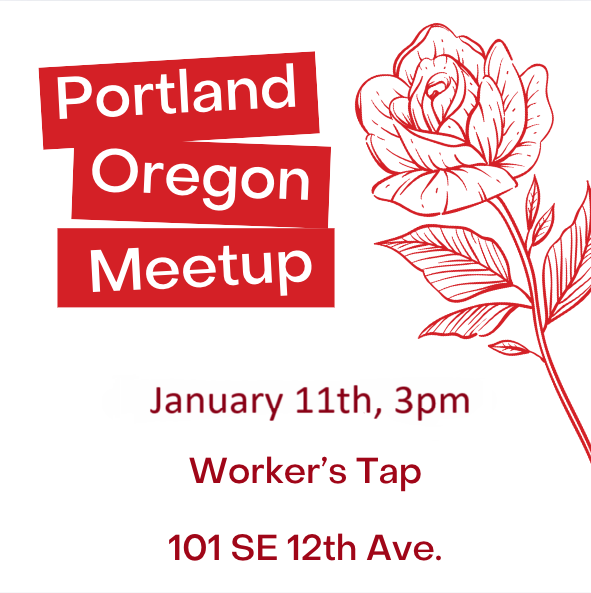 Portland
Oregon
Meetup
January 11th, 3pm
Worker’s Tap
101 SE 12th Ave.